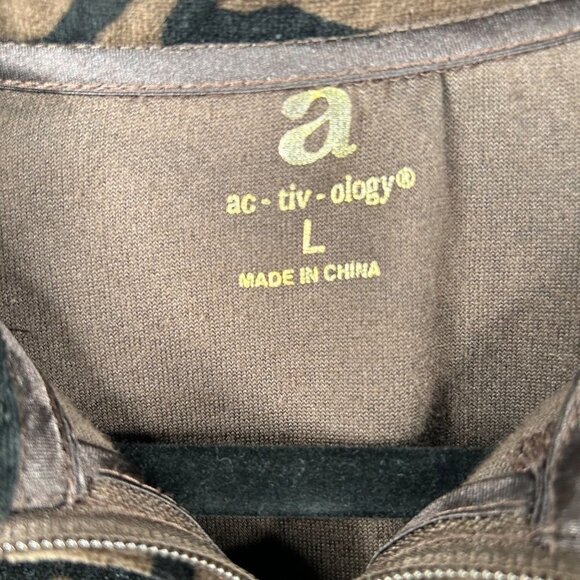 a
ac - tiv - ology®
L
MADE IN CHINA